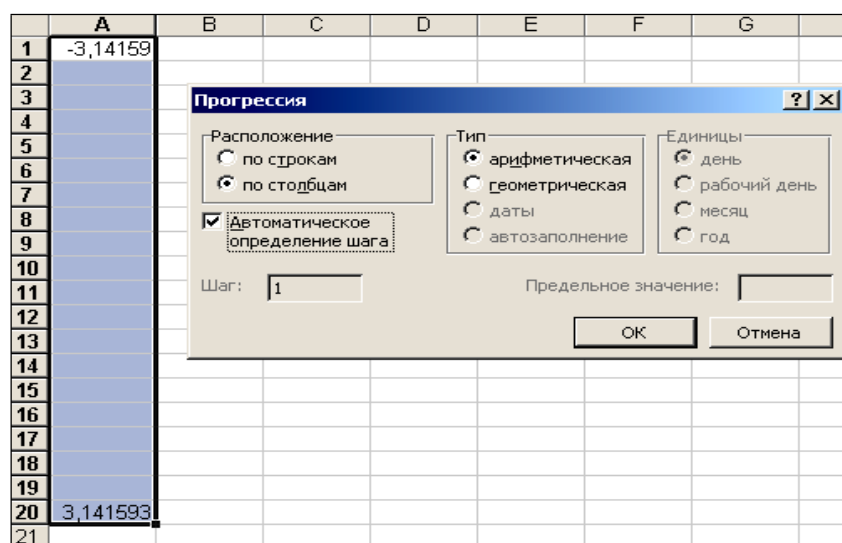 A B C D E F G
1 -3,14159
2
3
4
5
6
7
8
9
10
11
12
13
14
15
16
17
18
19
20 3,141593
21
Прогрессия
Расположение
по строкам
по столбцам
Автоматическое
определение шага
Тип
арифметическая
геометрическая
даты
автозаполнение
Единицы
день
рабочий день
месяц
год
Шаг: 1
Предельное значение:
ОК Отмена